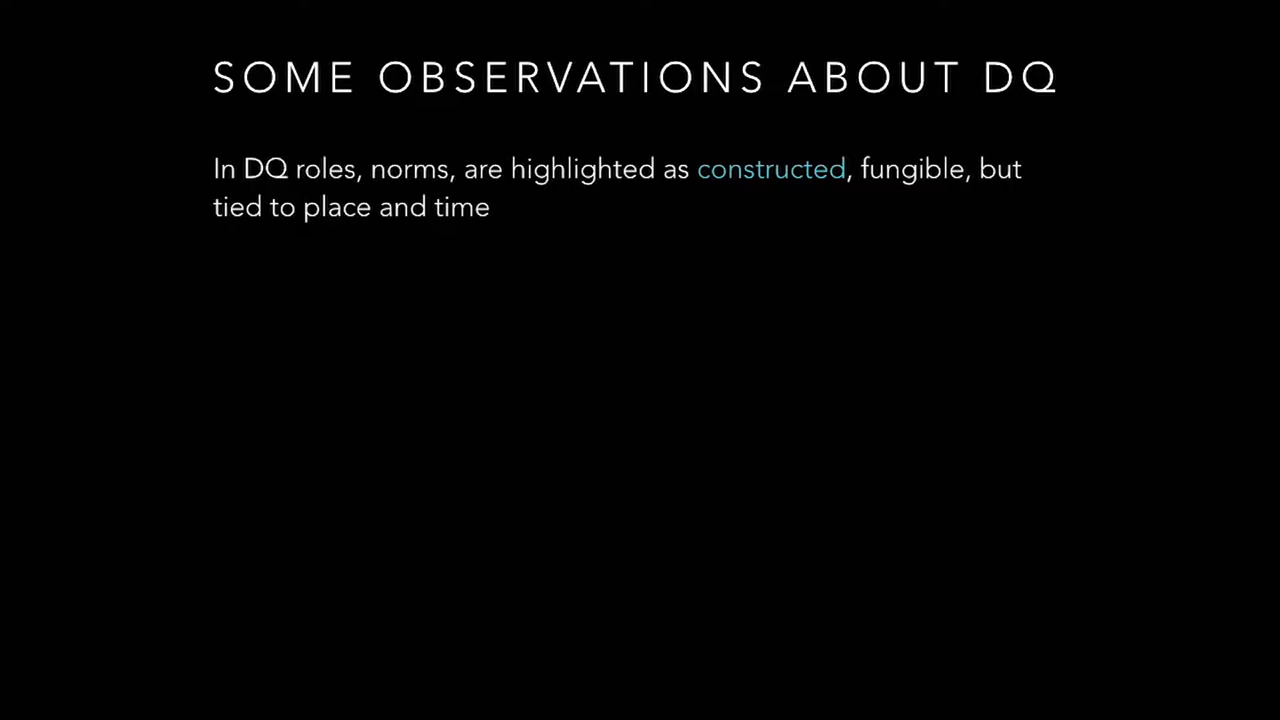 SOME OBSERVATIONS ABOUT DQ
In DQ roles, norms, are highlighted as constructed, fungible, but
tied to place and time